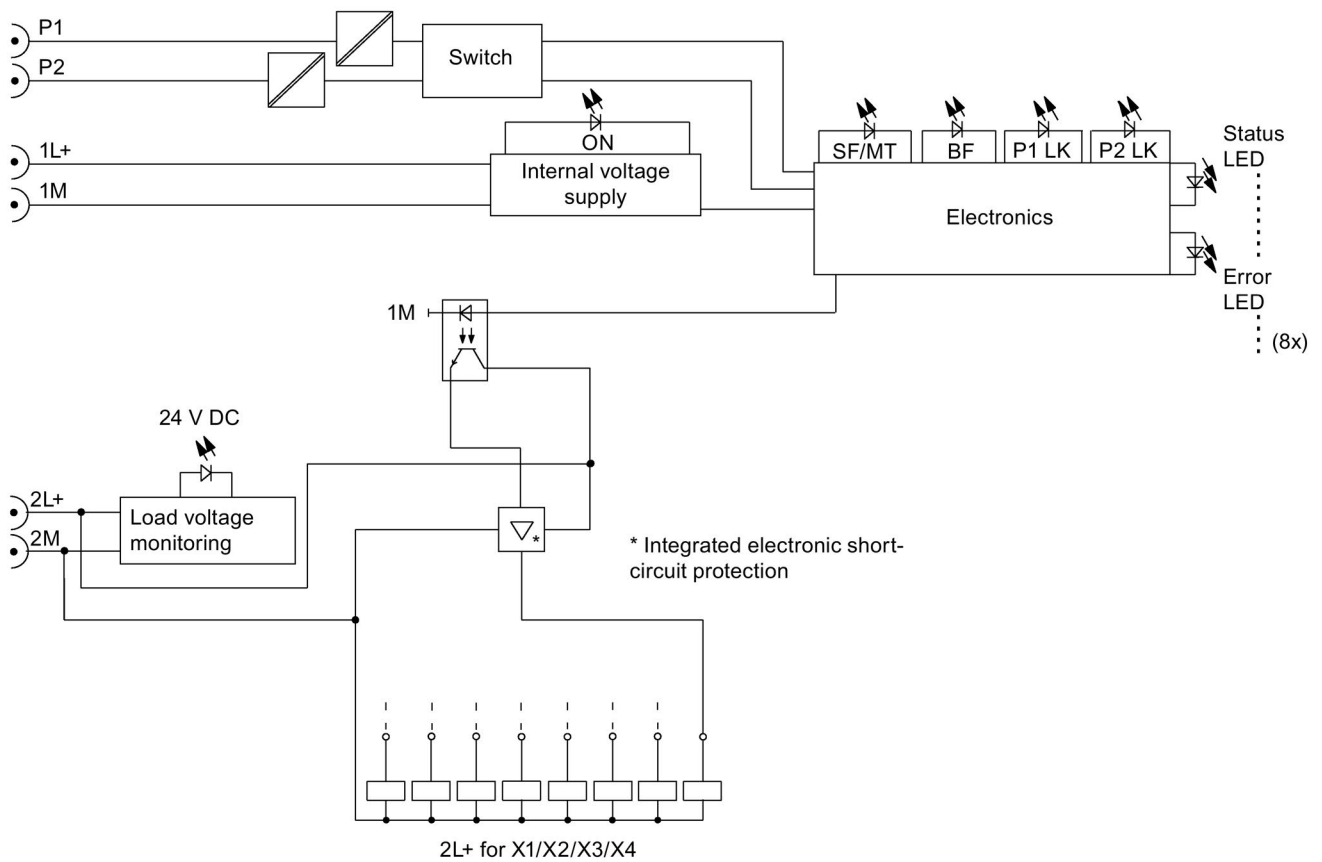 P1
P2
Switch
1L+
1M
ON
Internal voltage
supply
SF/MT
BF
P1 LK
P2 LK
Electronics
Status
LED
Error
LED
(8x)
1M
24 V DC
2L+
2M
Load voltage
monitoring
*
* Integrated electronic short-
circuit protection
2L+ for X1/X2/X3/X4